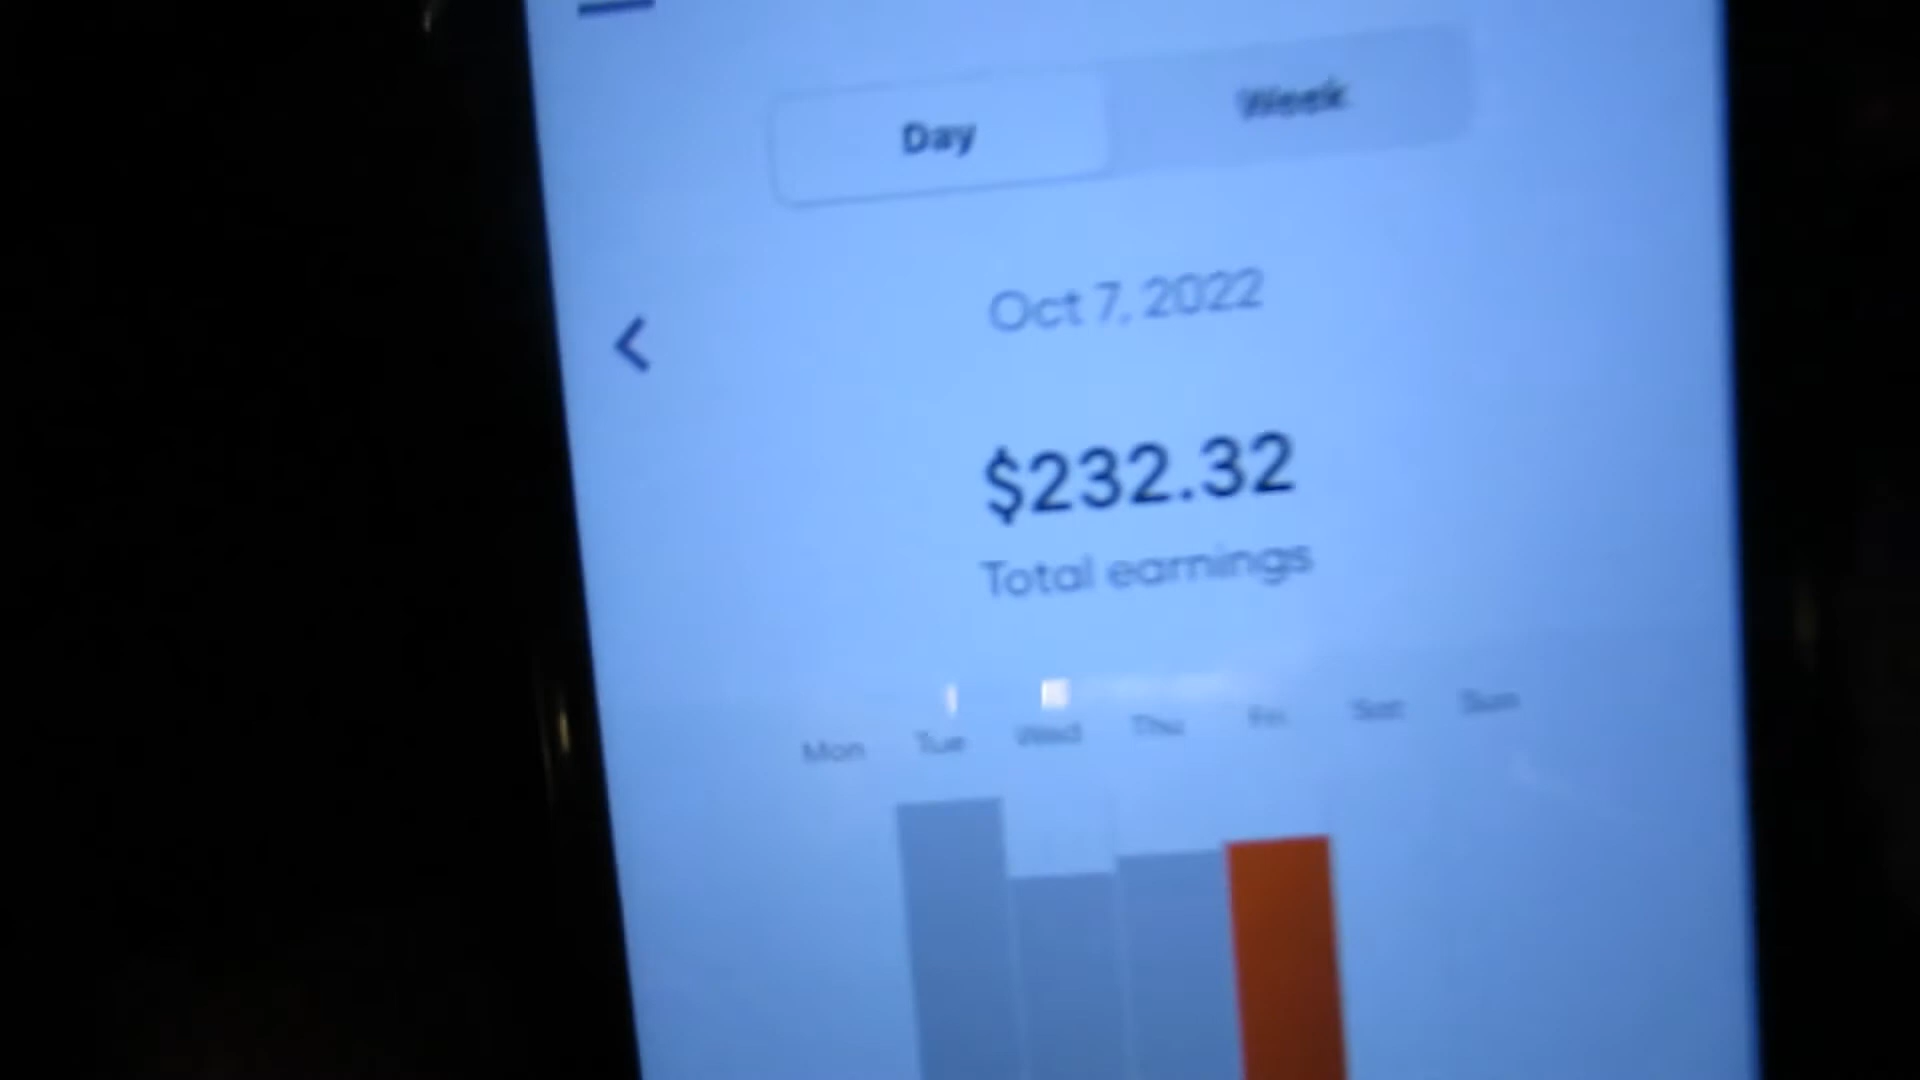 Day Week
Oct 7, 2022
$232.32
Total earnings
Mon Tue Wed Thu Fri Sat Sun